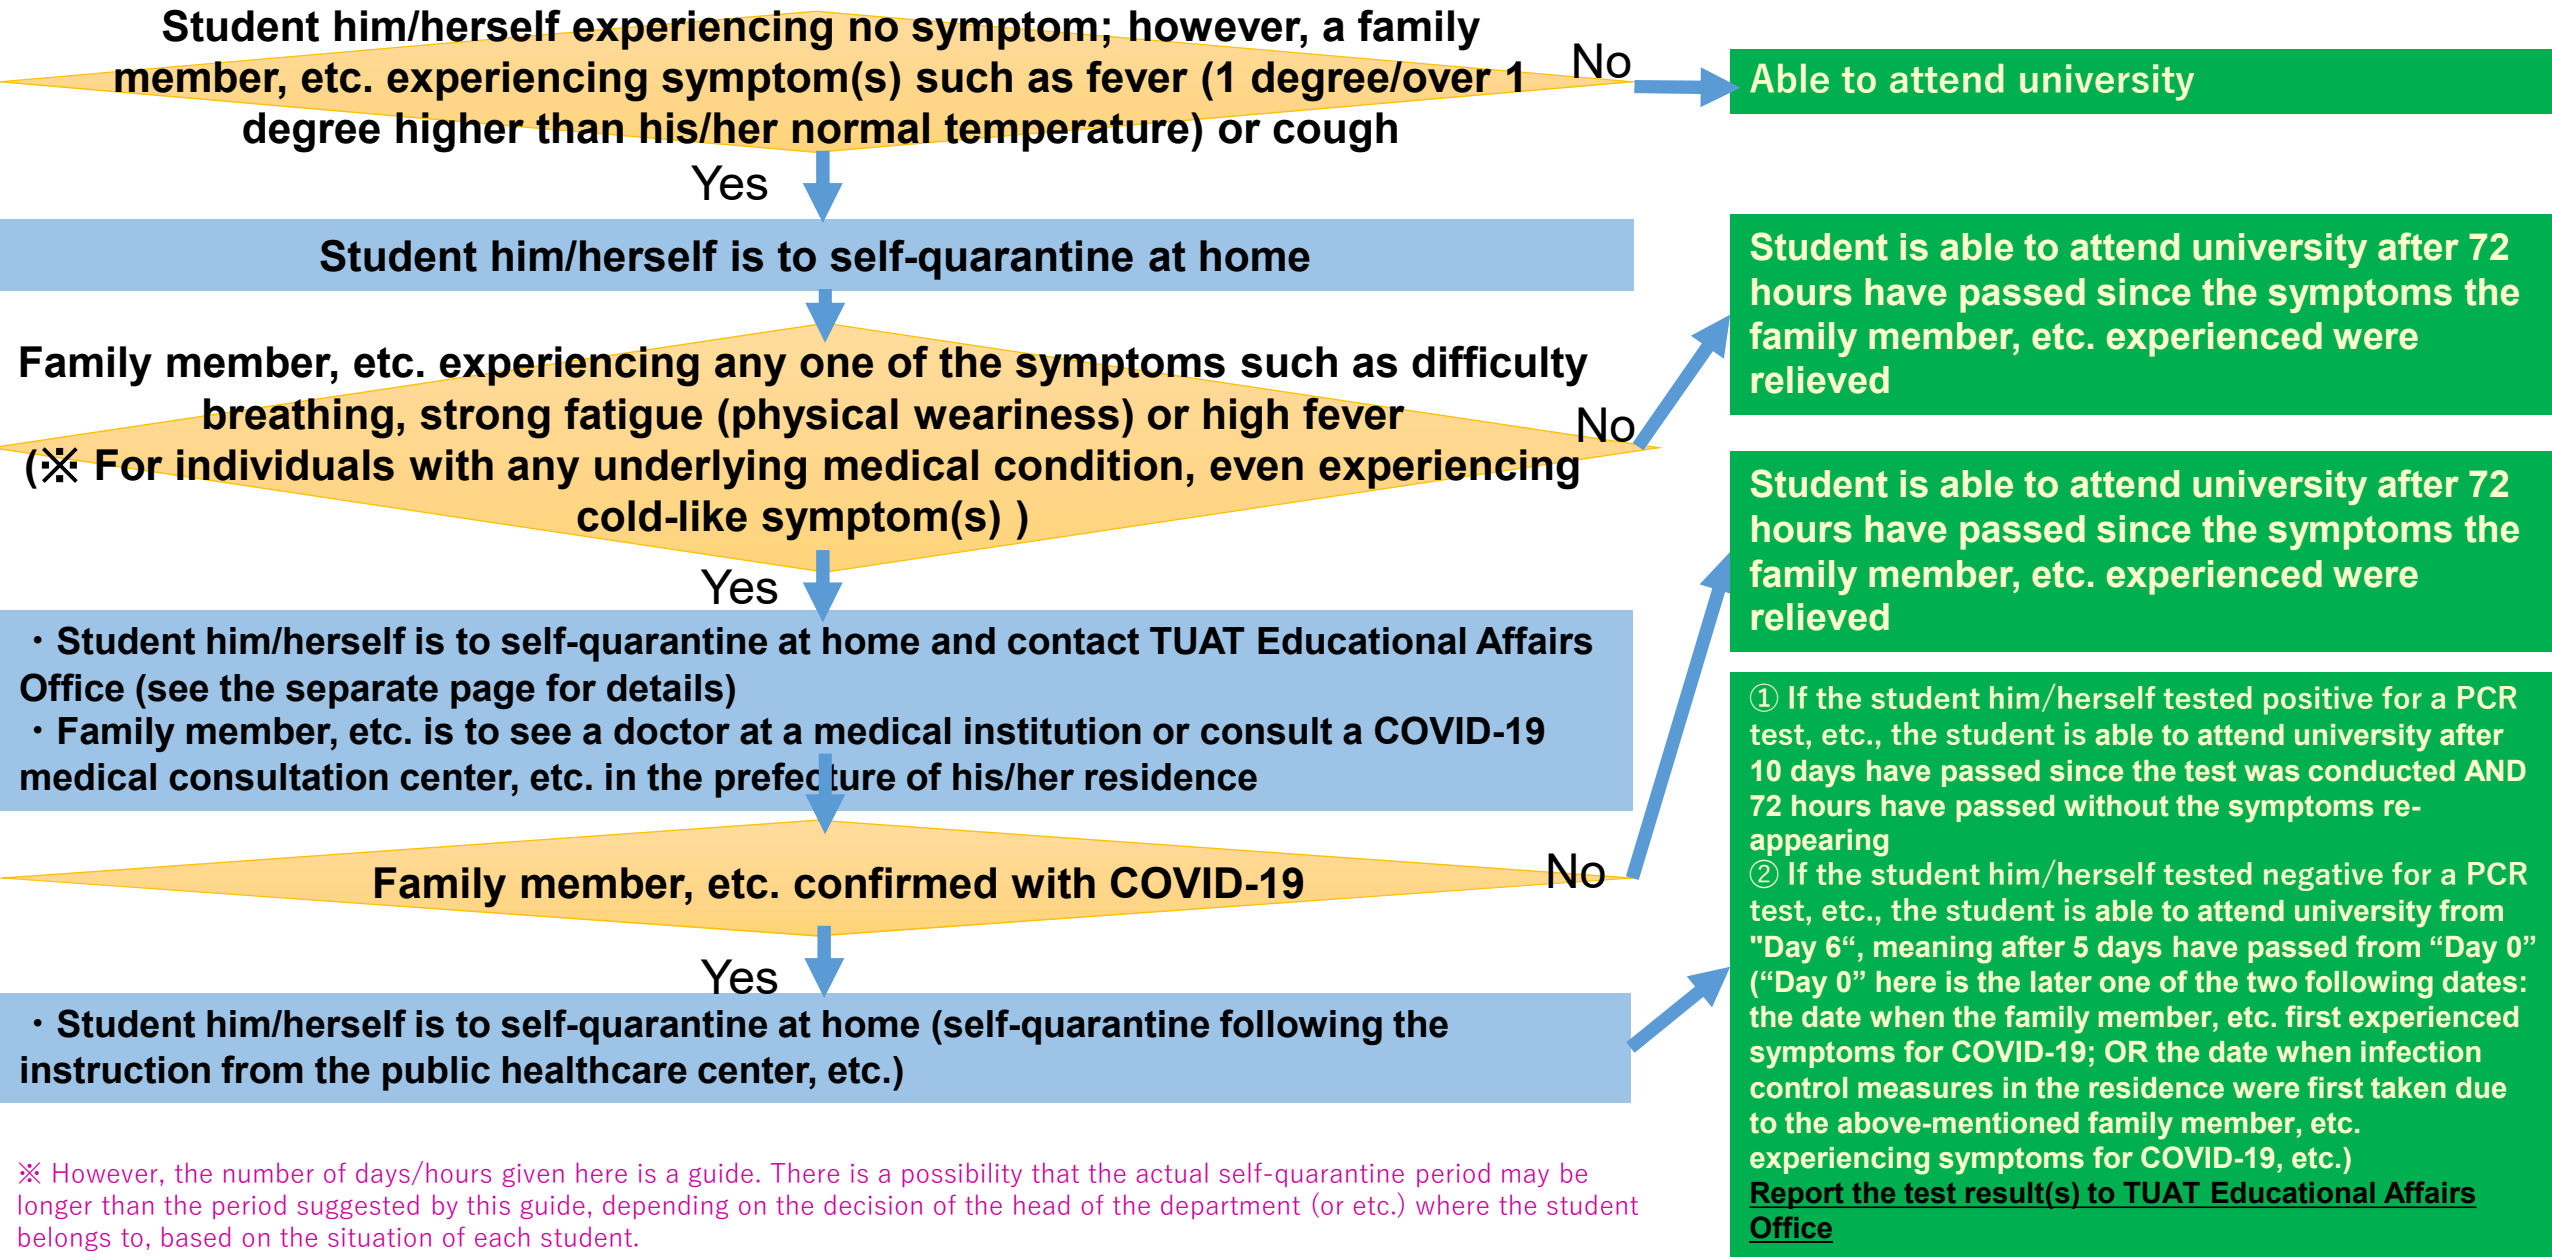 Student him/herself experiencing no symptom; however, a family
member, etc. experiencing symptom(s) such as fever (1 degree/over 1
degree higher than his/her normal temperature) or cough
No
Able to attend university
Yes
Student him/herself is to self-quarantine at home
Student is able to attend university after 72
hours have passed since the symptoms the
family member, etc. experienced were
relieved
Family member, etc. experiencing any one of the symptoms such as difficulty
breathing, strong fatigue (physical weariness) or high fever
(※ For individuals with any underlying medical condition, even experiencing
cold-like symptom(s) )
No
Student is able to attend university after 72
hours have passed since the symptoms the
family member, etc. experienced were
relieved
Yes
・Student him/herself is to self-quarantine at home and contact TUAT Educational Affairs
Office (see the separate page for details)
・Family member, etc. is to see a doctor at a medical institution or consult a COVID-19
medical consultation center, etc. in the prefecture of his/her residence
Family member, etc. confirmed with COVID-19
No
Yes
・Student him/herself is to self-quarantine at home (self-quarantine following the
instruction from the public healthcare center, etc.)
① If the student him/herself tested positive for a PCR
test, etc., the student is able to attend university after
10 days have passed since the test was conducted AND
72 hours have passed without the symptoms re-
appearing
② If the student him/herself tested negative for a PCR
test, etc., the student is able to attend university from
"Day 6“, meaning after 5 days have passed from “Day 0”
(“Day 0” here is the later one of the two following dates:
the date when the family member, etc. first experienced
symptoms for COVID-19; OR the date when infection
control measures in the residence were first taken due
to the above-mentioned family member, etc.
experiencing symptoms for COVID-19, etc.)
Report the test result(s) to TUAT Educational Affairs
Office
※ However, the number of days/hours given here is a guide. There is a possibility that the actual self-quarantine period may be
longer than the period suggested by this guide, depending on the decision of the head of the department (or etc.) where the student
belongs to, based on the situation of each student.